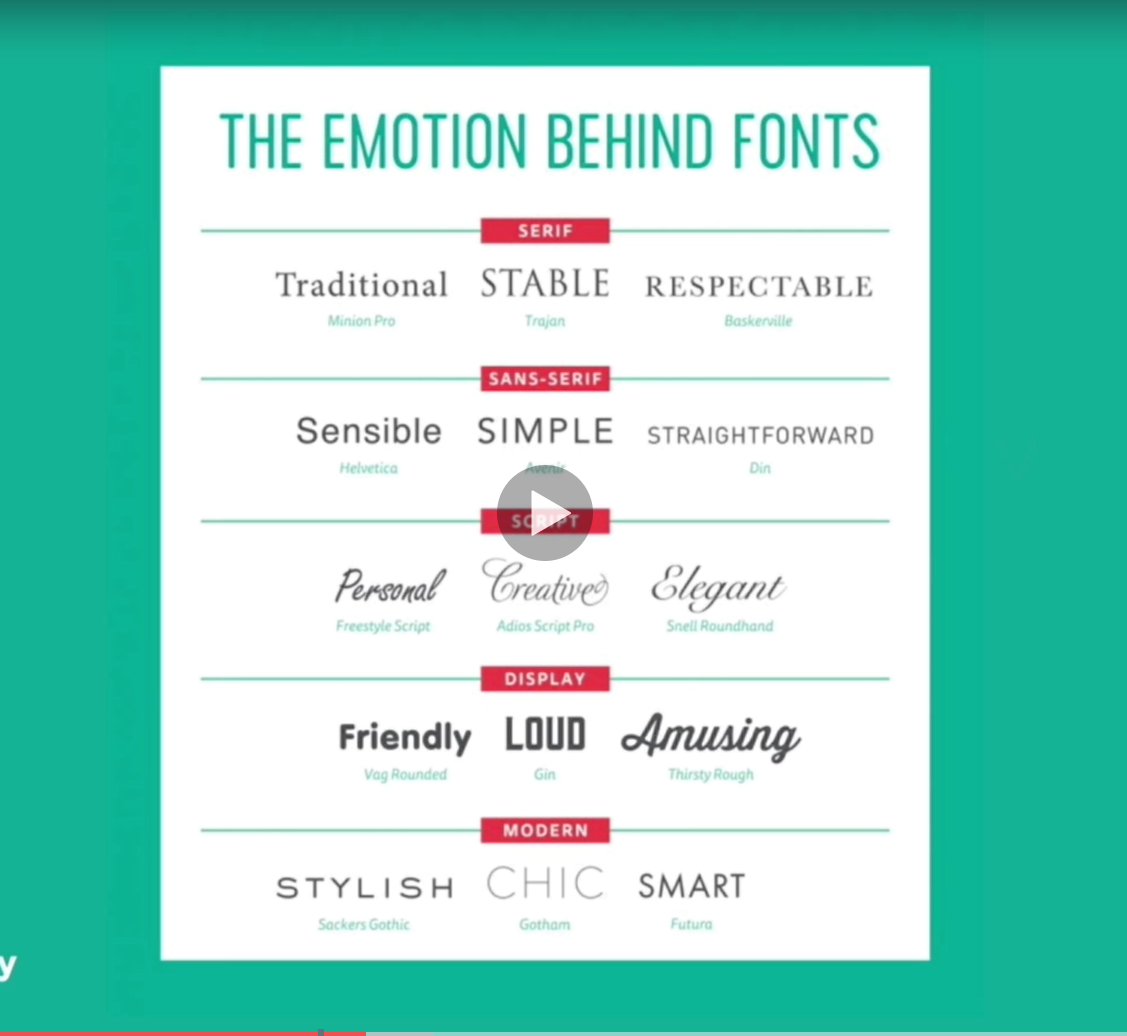 THE EMOTION BEHIND FONTS
SERIF
Traditional STABLE RESPECTABLE
Minion Pro Trajan Baskerville
SANS-SERIF
Sensible SIMPLE STRAIGHTFORWARD
Helvetica Avenir Din
SCRIPT
Personal Creative Elegant
Freestyle Script Adios Script Pro Snell Roundhand
DISPLAY
Friendly LOUD Amusing
Vag Rounded Gin Thirsty Rough
MODERN
STYLISH CHIC SMART
Sackers Gothic Gotham Futura
y